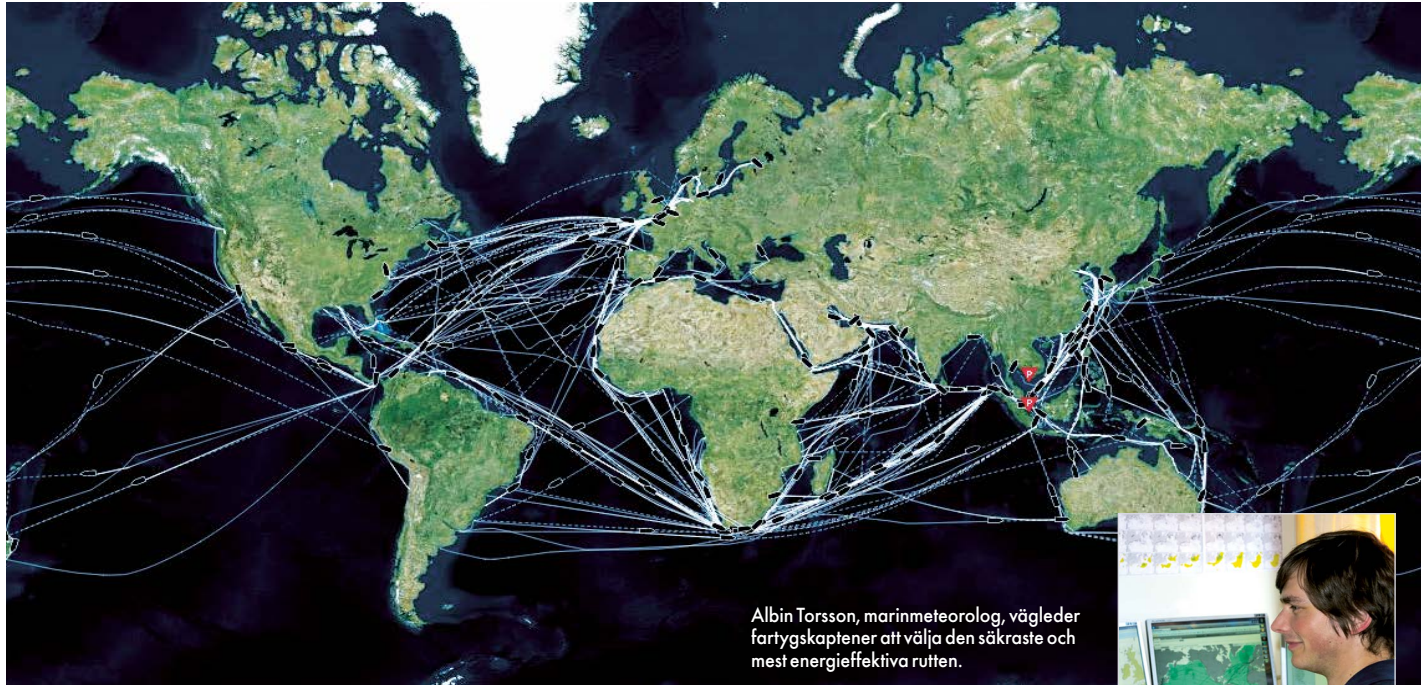 P
P
Albin Torsson, marinmeteorolog, vägleder
fartygskaptener att välja den säkraste och
mest energieffektiva rutten.